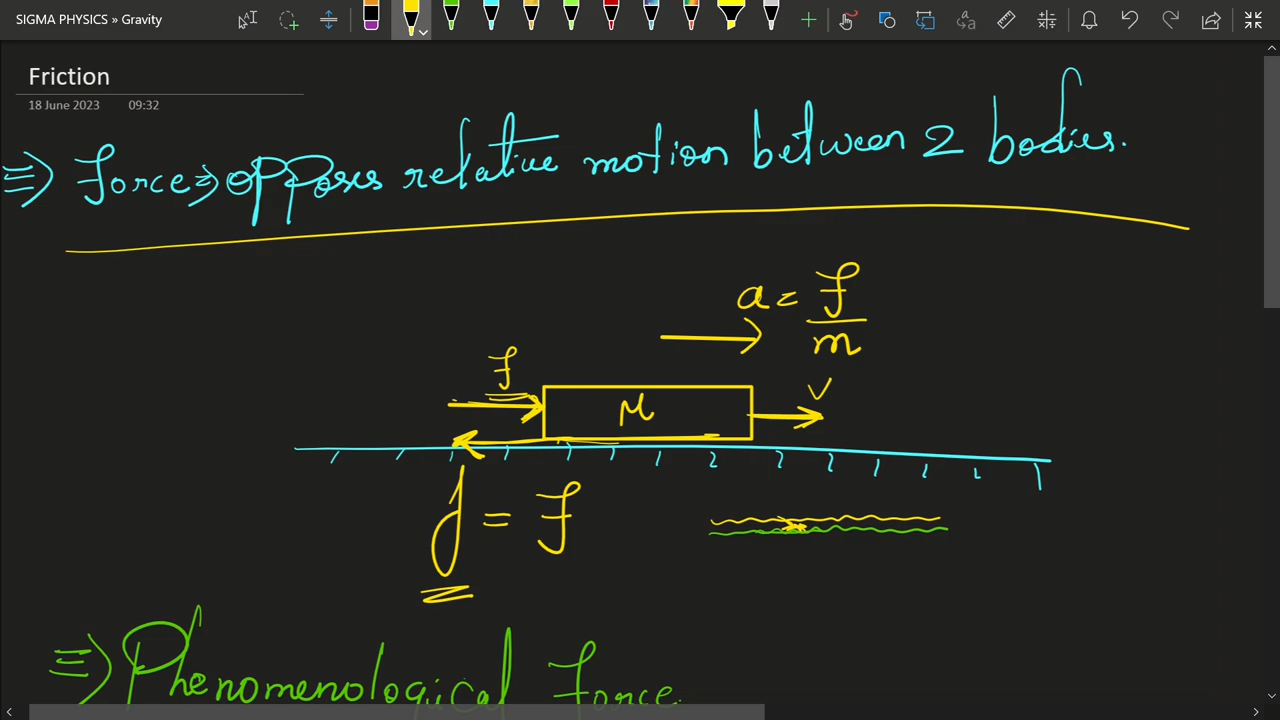 SIGMA PHYSICS » Gravity
Friction
18 June 2023 09:32
⇒ Force ⇒ opposes relative motion between 2 bodies.
a = F/m
F
M
V
f = F
⇒ Phenomenological Force.